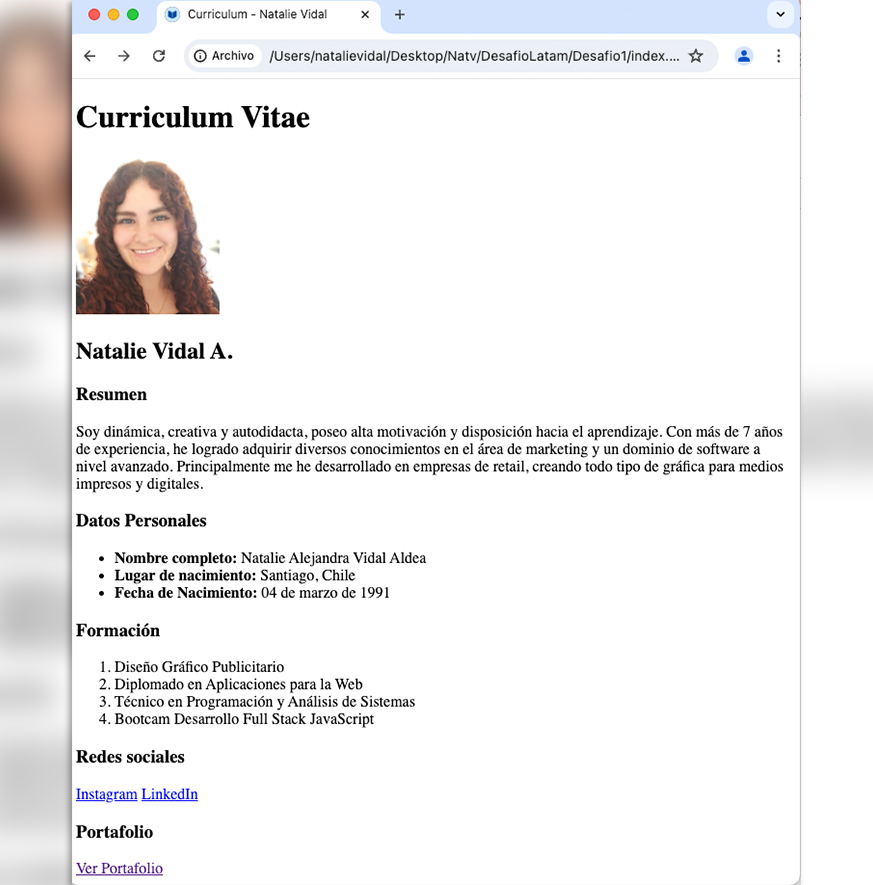 Curriculum - Natalie Vidal
Archivo /Users/natalievidal/Desktop/Natv/DesafioLatam/Desafio1/index....
Curriculum Vitae
Natalie Vidal A.
Resumen
Soy dinámica, creativa y autodidacta, poseo alta motivación y disposición hacia el aprendizaje. Con más de 7 años
de experiencia, he logrado adquirir diversos conocimientos en el área de marketing y un dominio de software a
nivel avanzado. Principalmente me he desarrollado en empresas de retail, creando todo tipo de gráfica para medios
impresos y digitales.
Datos Personales
• Nombre completo: Natalie Alejandra Vidal Aldea
• Lugar de nacimiento: Santiago, Chile
• Fecha de Nacimiento: 04 de marzo de 1991
Formación
1. Diseño Gráfico Publicitario
2. Diplomado en Aplicaciones para la Web
3. Técnico en Programación y Análisis de Sistemas
4. Bootcam Desarrollo Full Stack JavaScript
Redes sociales
Instagram LinkedIn
Portafolio
Ver Portafolio